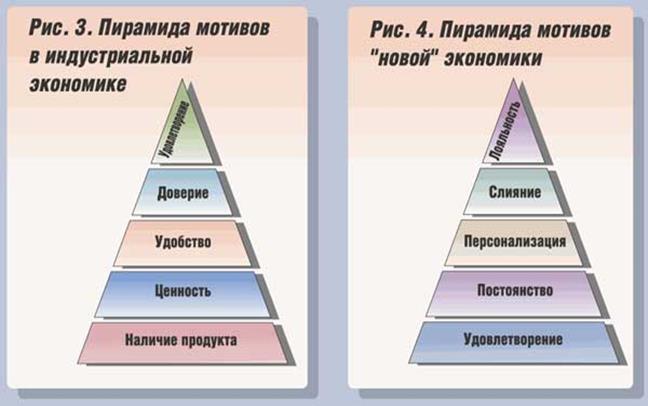 Рис. 3. Пирамида мотивов
в индустриальной
экономике
Удовлетворение
Доверие
Удобство
Ценность
Наличие продукта
Рис. 4. Пирамида мотивов
"новой" экономики
Лояльность
Слияние
Персонализация
Постоянство
Удовлетворение